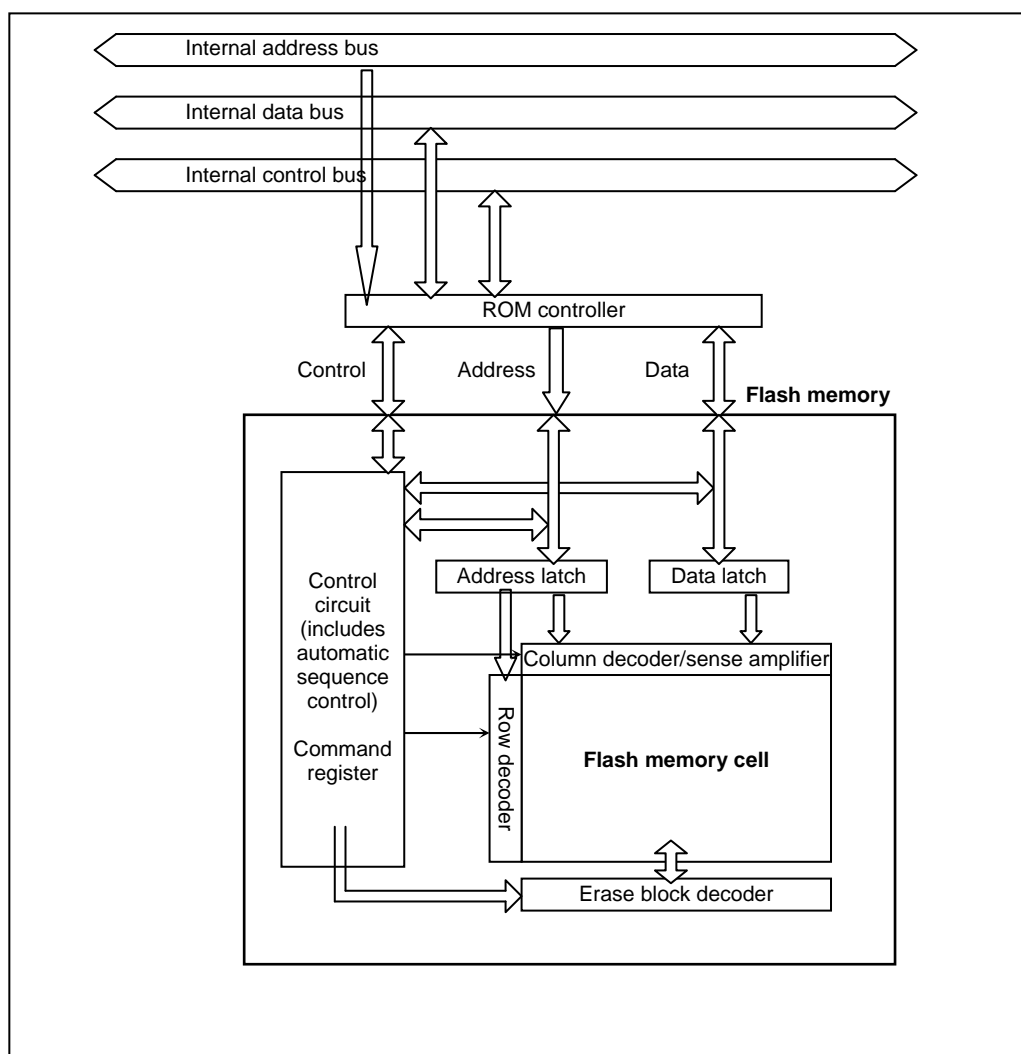 Internal address bus
Internal data bus
Internal control bus
ROM controller
Control
Address
Data
Flash memory
Address latch
Data latch
Control
circuit
(includes
automatic
sequence
control)
Command
register
Column decoder/sense amplifier
Row decoder
Flash memory cell
Erase block decoder